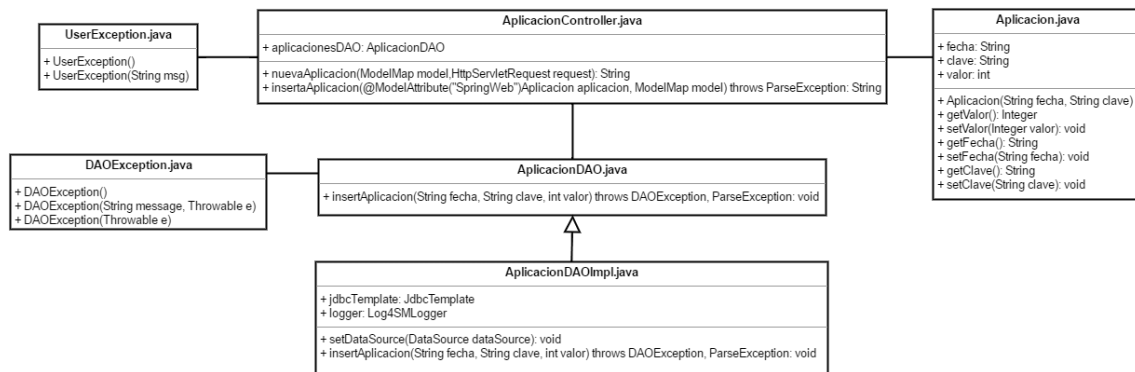 UserException.java
+ UserException()
+ UserException(String msg)
AplicacionController.java
+ aplicacionesDAO: AplicacionDAO
+ nuevaAplicacion(ModelMap model,HttpServletRequest request): String
+ insertaAplicacion(@ModelAttribute("SpringWeb")Aplicacion aplicacion, ModelMap model) throws ParseException: String
Aplicacion.java
+ fecha: String
+ clave: String
+ valor: int
+ Aplicacion(String fecha, String clave)
+ getValor(): Integer
+ setValor(Integer valor): void
+ getFecha(): String
+ setFecha(String fecha): void
+ getClave(): String
+ setClave(String clave): void
DAOException.java
+ DAOException()
+ DAOException(String message, Throwable e)
+ DAOException(Throwable e)
AplicacionDAO.java
+ insertAplicacion(String fecha, String clave, int valor) throws DAOException, ParseException: void
AplicacionDAOImpl.java
+ jdbcTemplate: JdbcTemplate
+ logger: Log4SMLogger
+ setDataSource(DataSource dataSource): void
+ insertAplicacion(String fecha, String clave, int valor) throws DAOException, ParseException: void